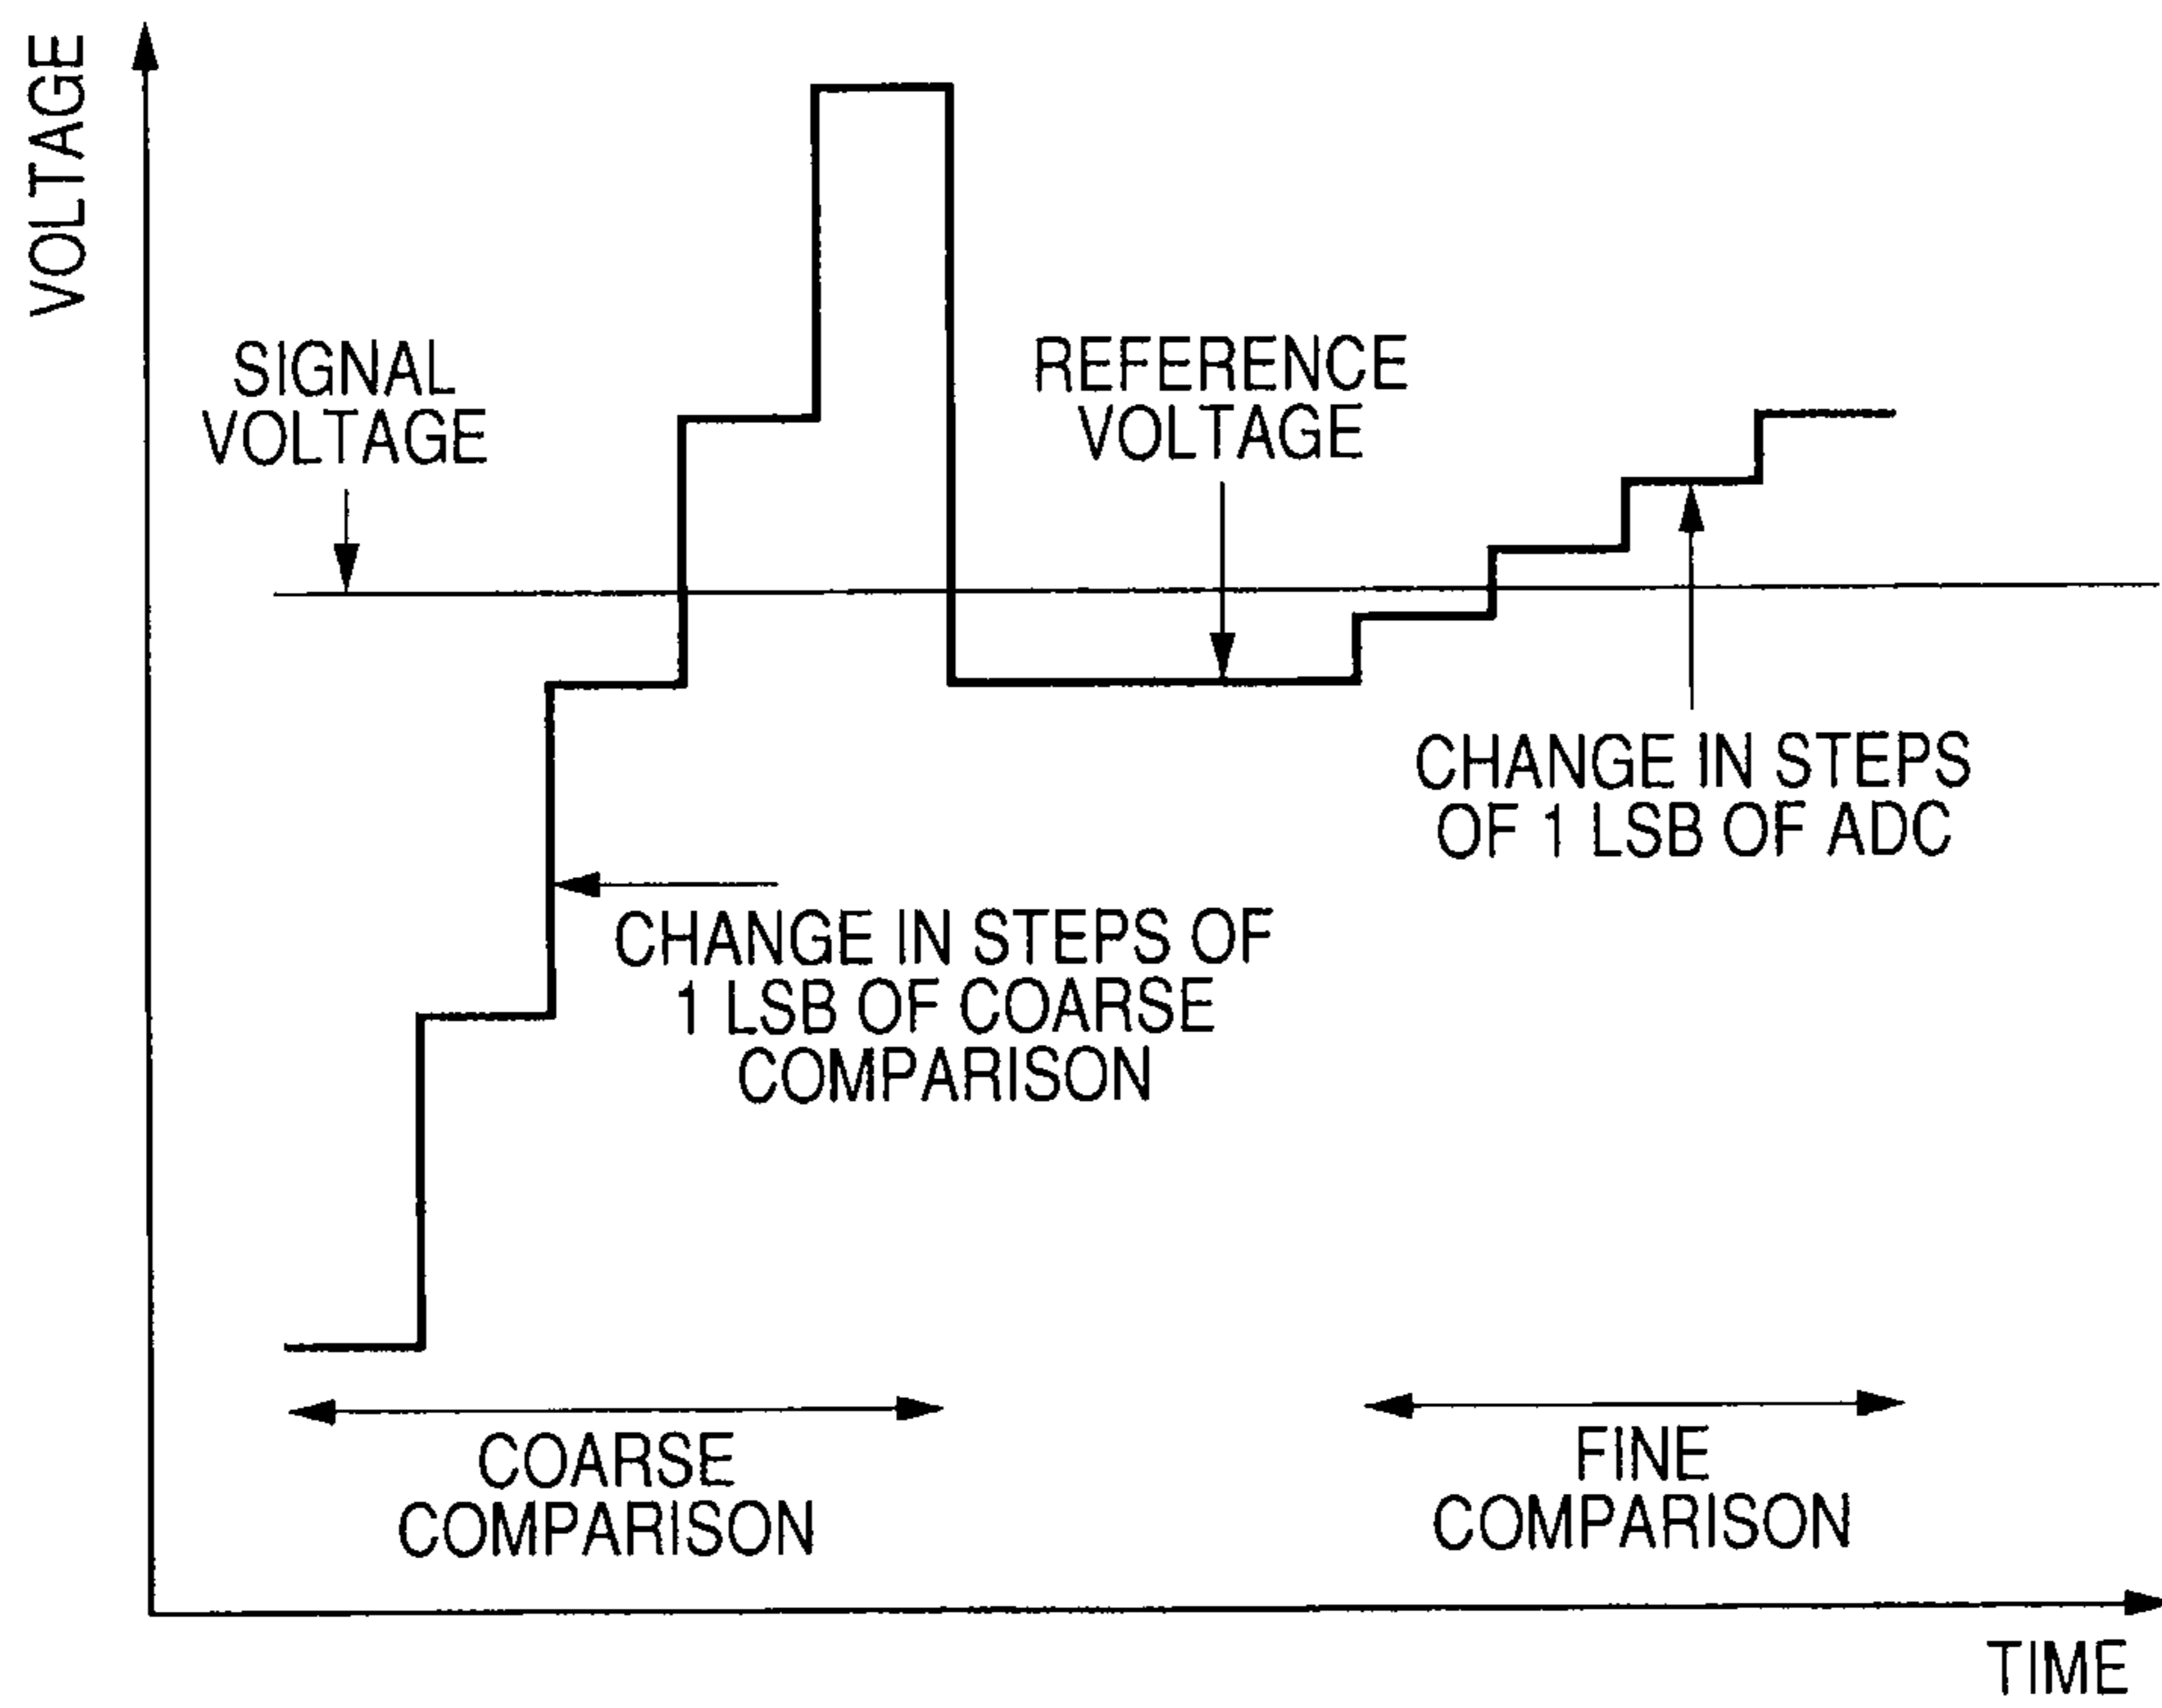 VOLTAGE
SIGNAL
VOLTAGE
REFERENCE
VOLTAGE
CHANGE IN STEPS
OF 1 LSB OF ADC
CHANGE IN STEPS OF
1 LSB OF COARSE
COMPARISON
COARSE
COMPARISON
FINE
COMPARISON
TIME